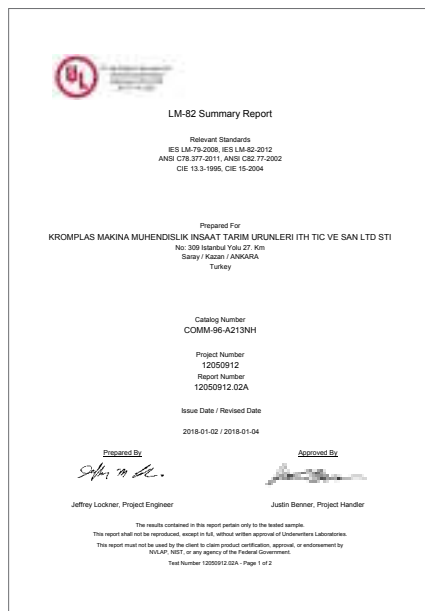 UL
LM-82 Summary Report
Relevant Standards
IES LM-79-2008, IES LM-82-2012
ANSI C78.377-2011, ANSI C82.77-2002
CIE 13.3-1995, CIE 15-2004
Prepared For
KROMPLAS MAKINA MUHENDISLIK INSAAT TARIM URUNLERI ITH TIC VE SAN LTD STI
No: 309 Istanbul Yolu 27. Km
Saray / Kazan / ANKARA
Turkey
Catalog Number
COMM-96-A213NH
Project Number
12050912
Report Number
12050912.02A
Issue Date / Revised Date
2018-01-02 / 2018-01-04
Prepared By Approved By
Jeffrey Lockner, Project Engineer Justin Benner, Project Handler
The results contained in this report pertain only to the tested sample.
This report shall not be reproduced, except in full, without written approval of Underwriters Laboratories.
This report must not be used by the client to claim product certification, approval, or endorsement by
NVLAP, NIST, or any agency of the Federal Government.
Test Number 12050912.02A - Page 1 of 2